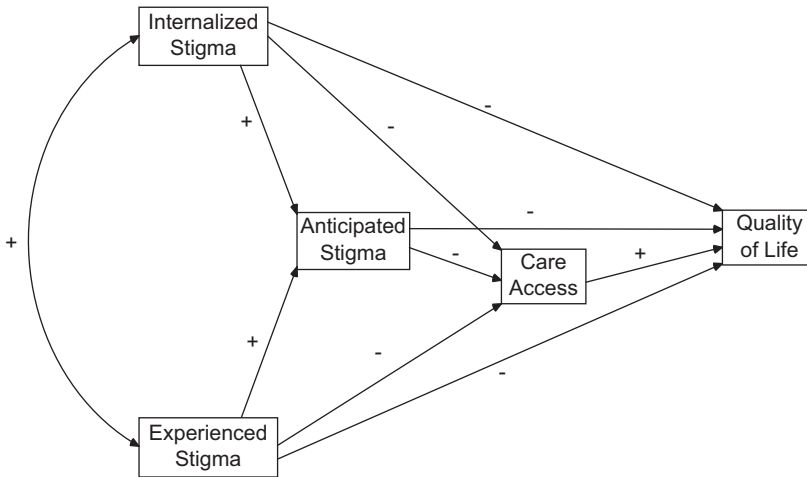 Internalized
Stigma
-
+
-
Anticipated
Stigma
-
Quality
of Life
+
-
Care
Access
+
+
-
-
Experienced
Stigma